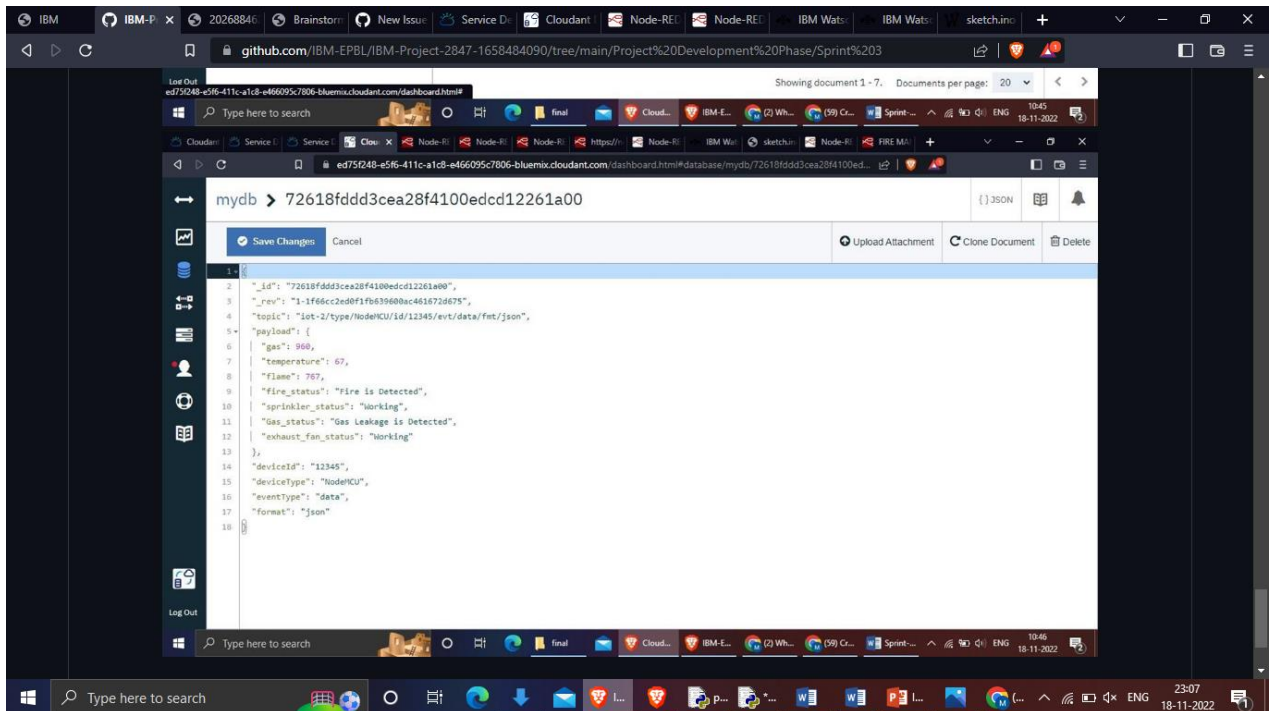 IBM
IBM-P
20268846
Brainstorm
New Issue
Service De
Cloudant
Node-RED
Node-RED
IBM Wats
IBM Wats
sketch.ino
github.com/IBM-EPBL/IBM-Project-2847-1658484090/tree/main/Project%20Development%20Phase/Sprint%203
Log Out
Showing document 1 - 7. Documents per page: 20
ed75f248-e5f6-411c-a1c8-e466095c7806-bluemix.cloudant.com/dashboard.html#
Type here to search
final
Cloud...
IBM-E...
(2) Wh...
(59) Cr...
Sprint-...
ENG
10:45
18-11-2022
Cloudant
Service D
Service D
Clou
Node-RE
Node-RE
Node-RE
https://n
Node-RE
IBM Wat
sketch.in
Node-RE
FIRE MA
ed75f248-e5f6-411c-a1c8-e466095c7806-bluemix.cloudant.com/dashboard.html#database/mydb/72618fddd3cea28f4100ed...
mydb > 72618fddd3cea28f4100edcd12261a00
{ } JSON
Save Changes Cancel
Upload Attachment Clone Document Delete
1 {
2 "_id": "72618fddd3cea28f4100edcd12261a00",
3 "_rev": "1-1f66cc2ed0f1fb639600ac461672d675",
4 "topic": "iot-2/type/NodeMCU/id/12345/evt/data/fmt/json",
5 "payload": {
6 "gas": 960,
7 "temperature": 67,
8 "flame": 767,
9 "fire_status": "Fire is Detected",
10 "sprinkler_status": "Working",
11 "Gas_status": "Gas Leakage is Detected",
12 "exhaust_fan_status": "Working"
13 },
14 "deviceId": "12345",
15 "deviceType": "NodeMCU",
16 "eventType": "data",
17 "format": "json"
18 }
Log Out
Type here to search
final
Cloud...
IBM-E...
(2) Wh...
(59) Cr...
Sprint-...
ENG
10:46
18-11-2022
Type here to search
ENG
23:07
18-11-2022